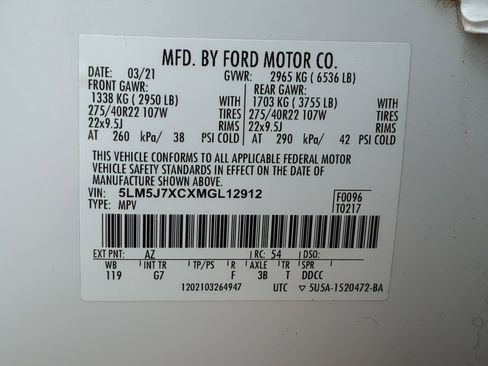 MFD. BY FORD MOTOR CO.
DATE: 03/21 GVWR: 2965 KG ( 6536 LB)
FRONT GAWR: REAR GAWR:
1338 KG ( 2950 LB) WITH 1703 KG ( 3755 LB) WITH
275/40R22 107W TIRES 275/40R22 107W TIRES
22x9.5J RIMS 22x9.5J RIMS
AT 260 kPa/ 38 PSI COLD AT 290 kPa/ 42 PSI COLD
THIS VEHICLE CONFORMS TO ALL APPLICABLE FEDERAL MOTOR
VEHICLE SAFETY STANDARDS IN EFFECT ON THE DATE OF
MANUFACTURE SHOWN ABOVE.
VIN: 5LM5J7XCXMGL12912 F0096
TYPE: MPV T0217
EXT PNT: AZ RC: 54 DSO:
WB INT TR TP/PS R AXLE TR SPR
119 G7 F 3B T DDCC
1202103264947 UTC ▽ 5U5A-1520472-BA